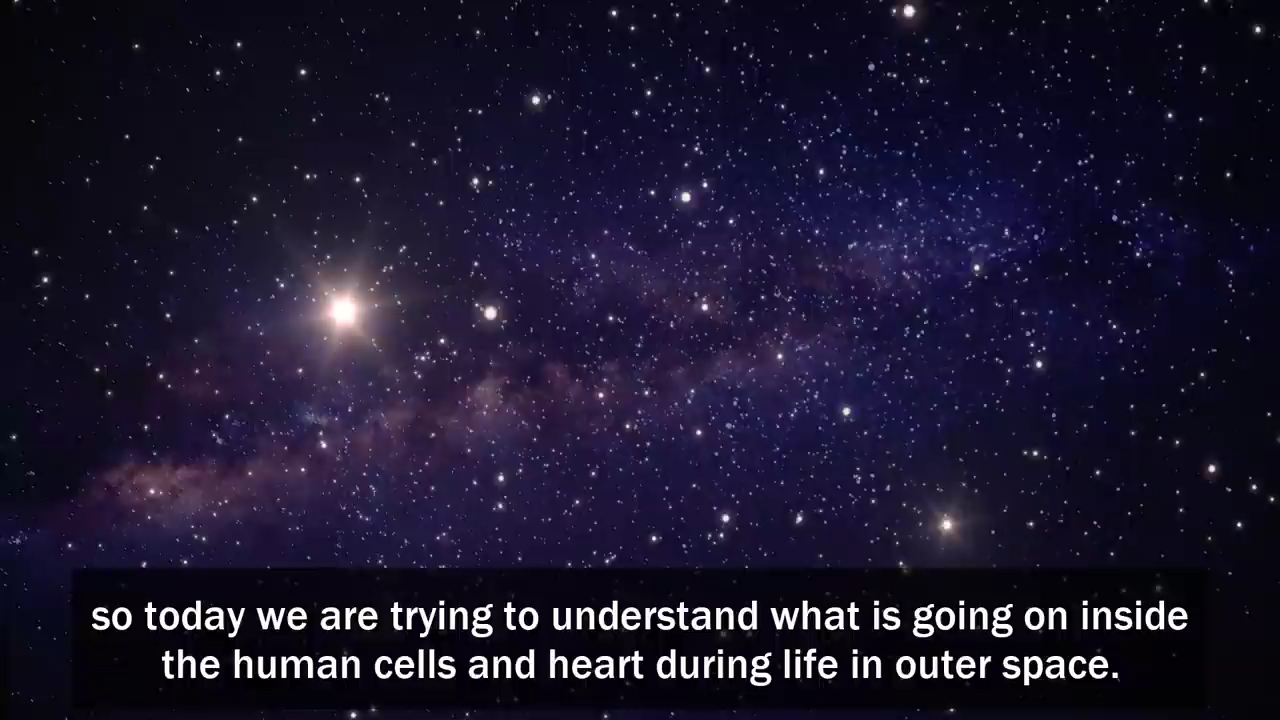 so today we are trying to understand what is going on inside
the human cells and heart during life in outer space.